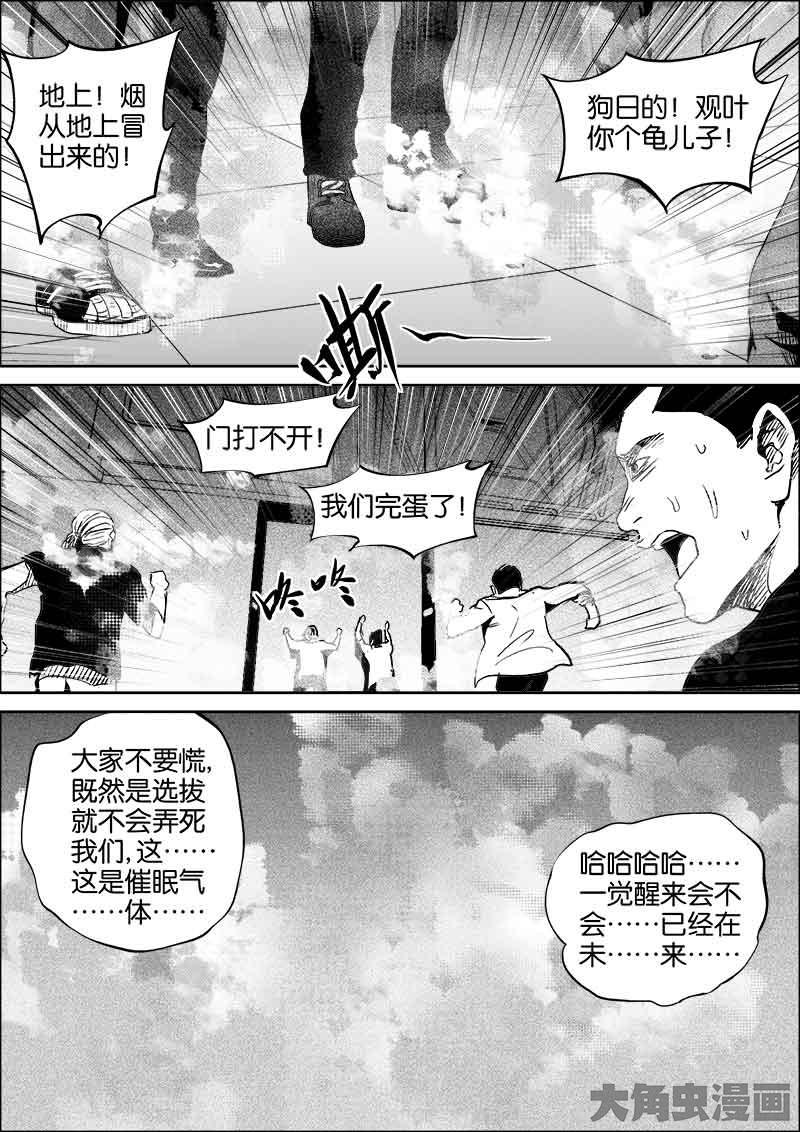 地上！烟
从地上冒
出来的！
狗日的！观叶
你个龟儿子！
嘶一
门打不开！
我们完蛋了！
咚咚
大家不要慌，
既然是选拔
就不会弄死
我们，这……
这是催眠气
……体……
哈哈哈哈……
一觉醒来会不
会……已经在
未……来……
大角虫漫画